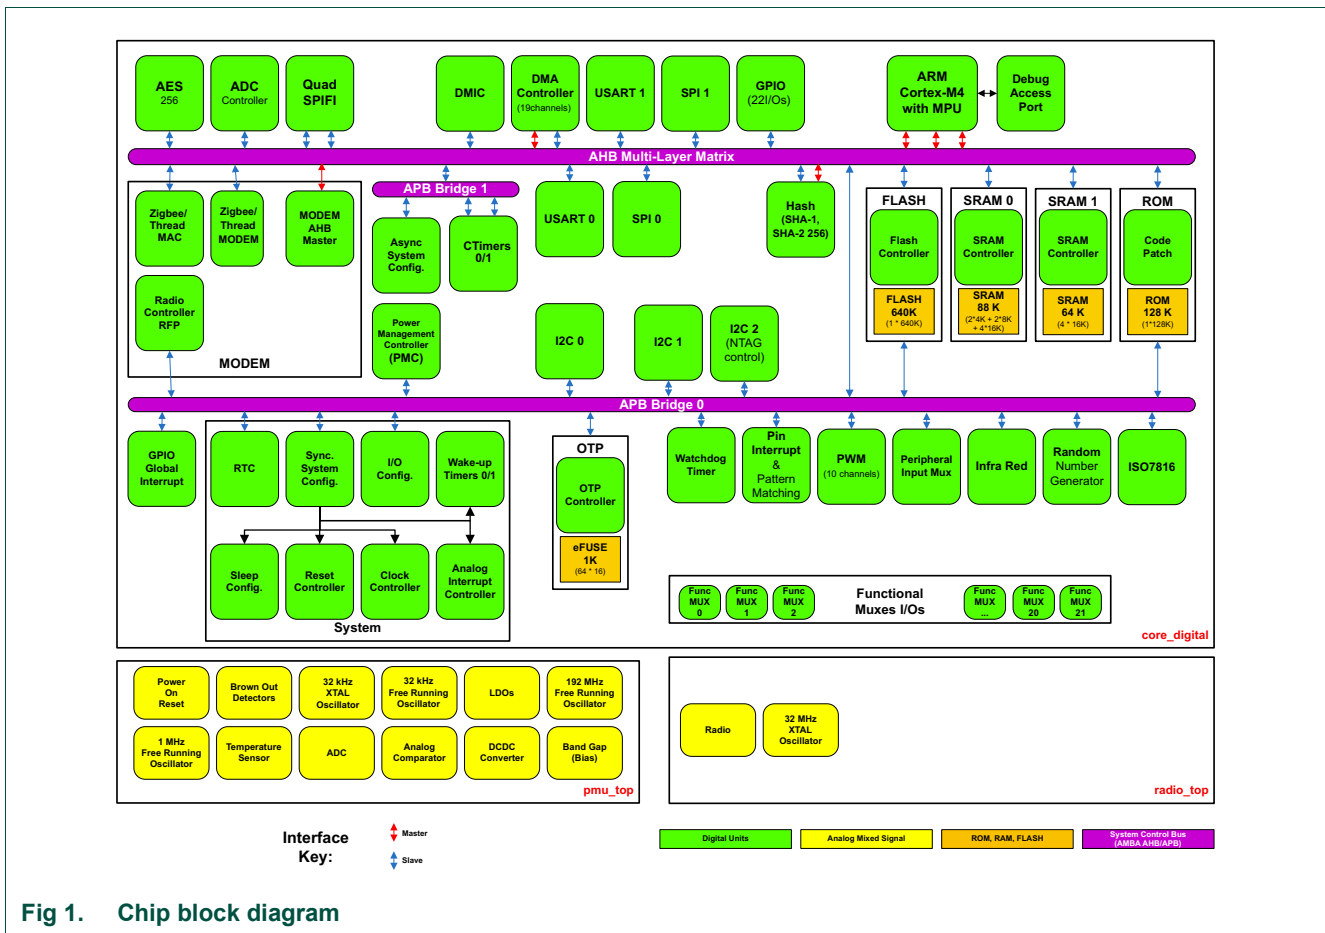 AES
256
ADC
Controller
Quad
SPIFI
DMIC
DMA
Controller
(19channels)
USART 1
SPI 1
GPIO
(22I/Os)
ARM
Cortex-M4
with MPU
Debug
Access
Port
AHB Multi-Layer Matrix
Zigbee/
Thread
MAC
Zigbee/
Thread
MODEM
MODEM
AHB
Master
Radio
Controller
RFP
MODEM
APB Bridge 1
Async
System
Config.
CTimers
0/1
Power
Management
Controller
(PMC)
USART 0
SPI 0
Hash
(SHA-1,
SHA-2 256)
I2C 0
I2C 1
I2C 2
(NTAG
control)
FLASH
Flash
Controller
FLASH
640K
(1 * 640K)
SRAM 0
SRAM
Controller
SRAM
88 K
(2*4K + 2*8K
+ 4*16K)
SRAM 1
SRAM
Controller
SRAM
64 K
(4 * 16K)
ROM
Code
Patch
ROM
128 K
(1*128K)
APB Bridge 0
GPIO
Global
Interrupt
RTC
Sync.
System
Config.
I/O
Config.
Wake-up
Timers 0/1
Sleep
Config.
Reset
Controller
Clock
Controller
Analog
Interrupt
Controller
System
OTP
OTP
Controller
eFUSE
1K
(64 * 16)
Watchdog
Timer
Pin
Interrupt
&
Pattern
Matching
PWM
(10 channels)
Peripheral
Input Mux
Infra Red
Random
Number
Generator
ISO7816
Func
MUX
0
Func
MUX
1
Func
MUX
2
Functional
Muxes I/Os
Func
MUX
...
Func
MUX
20
Func
MUX
21
core_digital
Power
On
Reset
Brown Out
Detectors
32 kHz
XTAL
Oscillator
32 kHz
Free Running
Oscillator
LDOs
192 MHz
Free Running
Oscillator
1 MHz
Free Running
Oscillator
Temperature
Sensor
ADC
Analog
Comparator
DCDC
Converter
Band Gap
(Bias)
pmu_top
Radio
32 MHz
XTAL
Oscillator
radio_top
Interface
Key:
Master
Slave
Digital Units
Analog Mixed Signal
ROM, RAM, FLASH
System Control Bus
(AMBA AHB/APB)
Fig 1. Chip block diagram